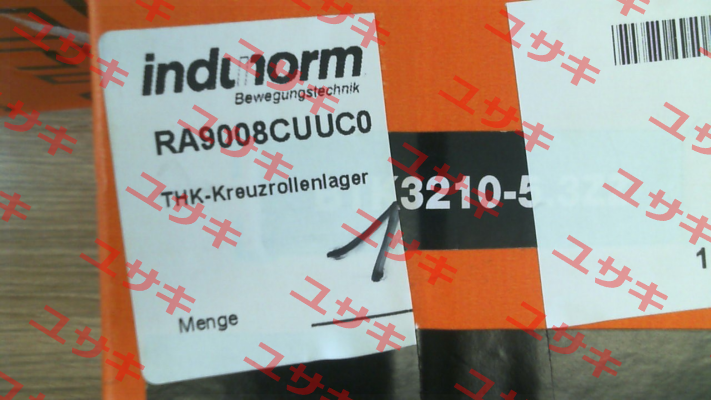 indunorm
Bewegungstechnik
RA9008CUUC0
THK-Kreuzrollenlager
Menge
3210-5
1
ユサキ